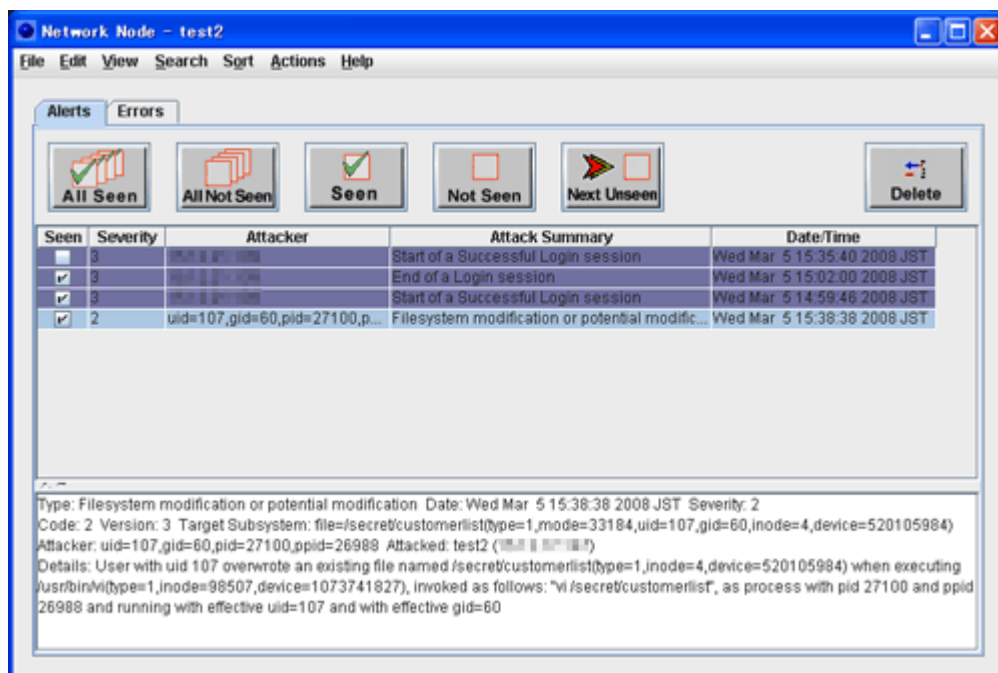 Network Node - test2
File Edit View Search Sort Actions Help
Alerts Errors
All Seen All Not Seen Seen Not Seen Next Unseen Delete
Seen Severity Attacker Attack Summary Date/Time
3 Start of a Successful Login session Wed Mar 5 15:35:40 2008 JST
3 End of a Login session Wed Mar 5 15:02:00 2008 JST
3 Start of a Successful Login session Wed Mar 5 14:59:46 2008 JST
2 uid=107,gid=60,pid=27100,p... Filesystem modification or potential modific... Wed Mar 5 15:38:38 2008 JST
Type: Filesystem modification or potential modification Date: Wed Mar 5 15:38:38 2008 JST Severity: 2
Code: 2 Version: 3 Target Subsystem: file=/secret/customerlist(type=1,mode=33184,uid=107,gid=60,inode=4,device=520105984)
Attacker: uid=107,gid=60,pid=27100,ppid=26988 Attacked: test2 ( )
Details: User with uid 107 overwrote an existing file named /secret/customerlist(type=1,inode=4,device=520105984) when executing
/usr/bin/vi(type=1,inode=98507,device=1073741827), invoked as follows: "vi /secret/customerlist", as process with pid 27100 and ppid
26988 and running with effective uid=107 and with effective gid=60